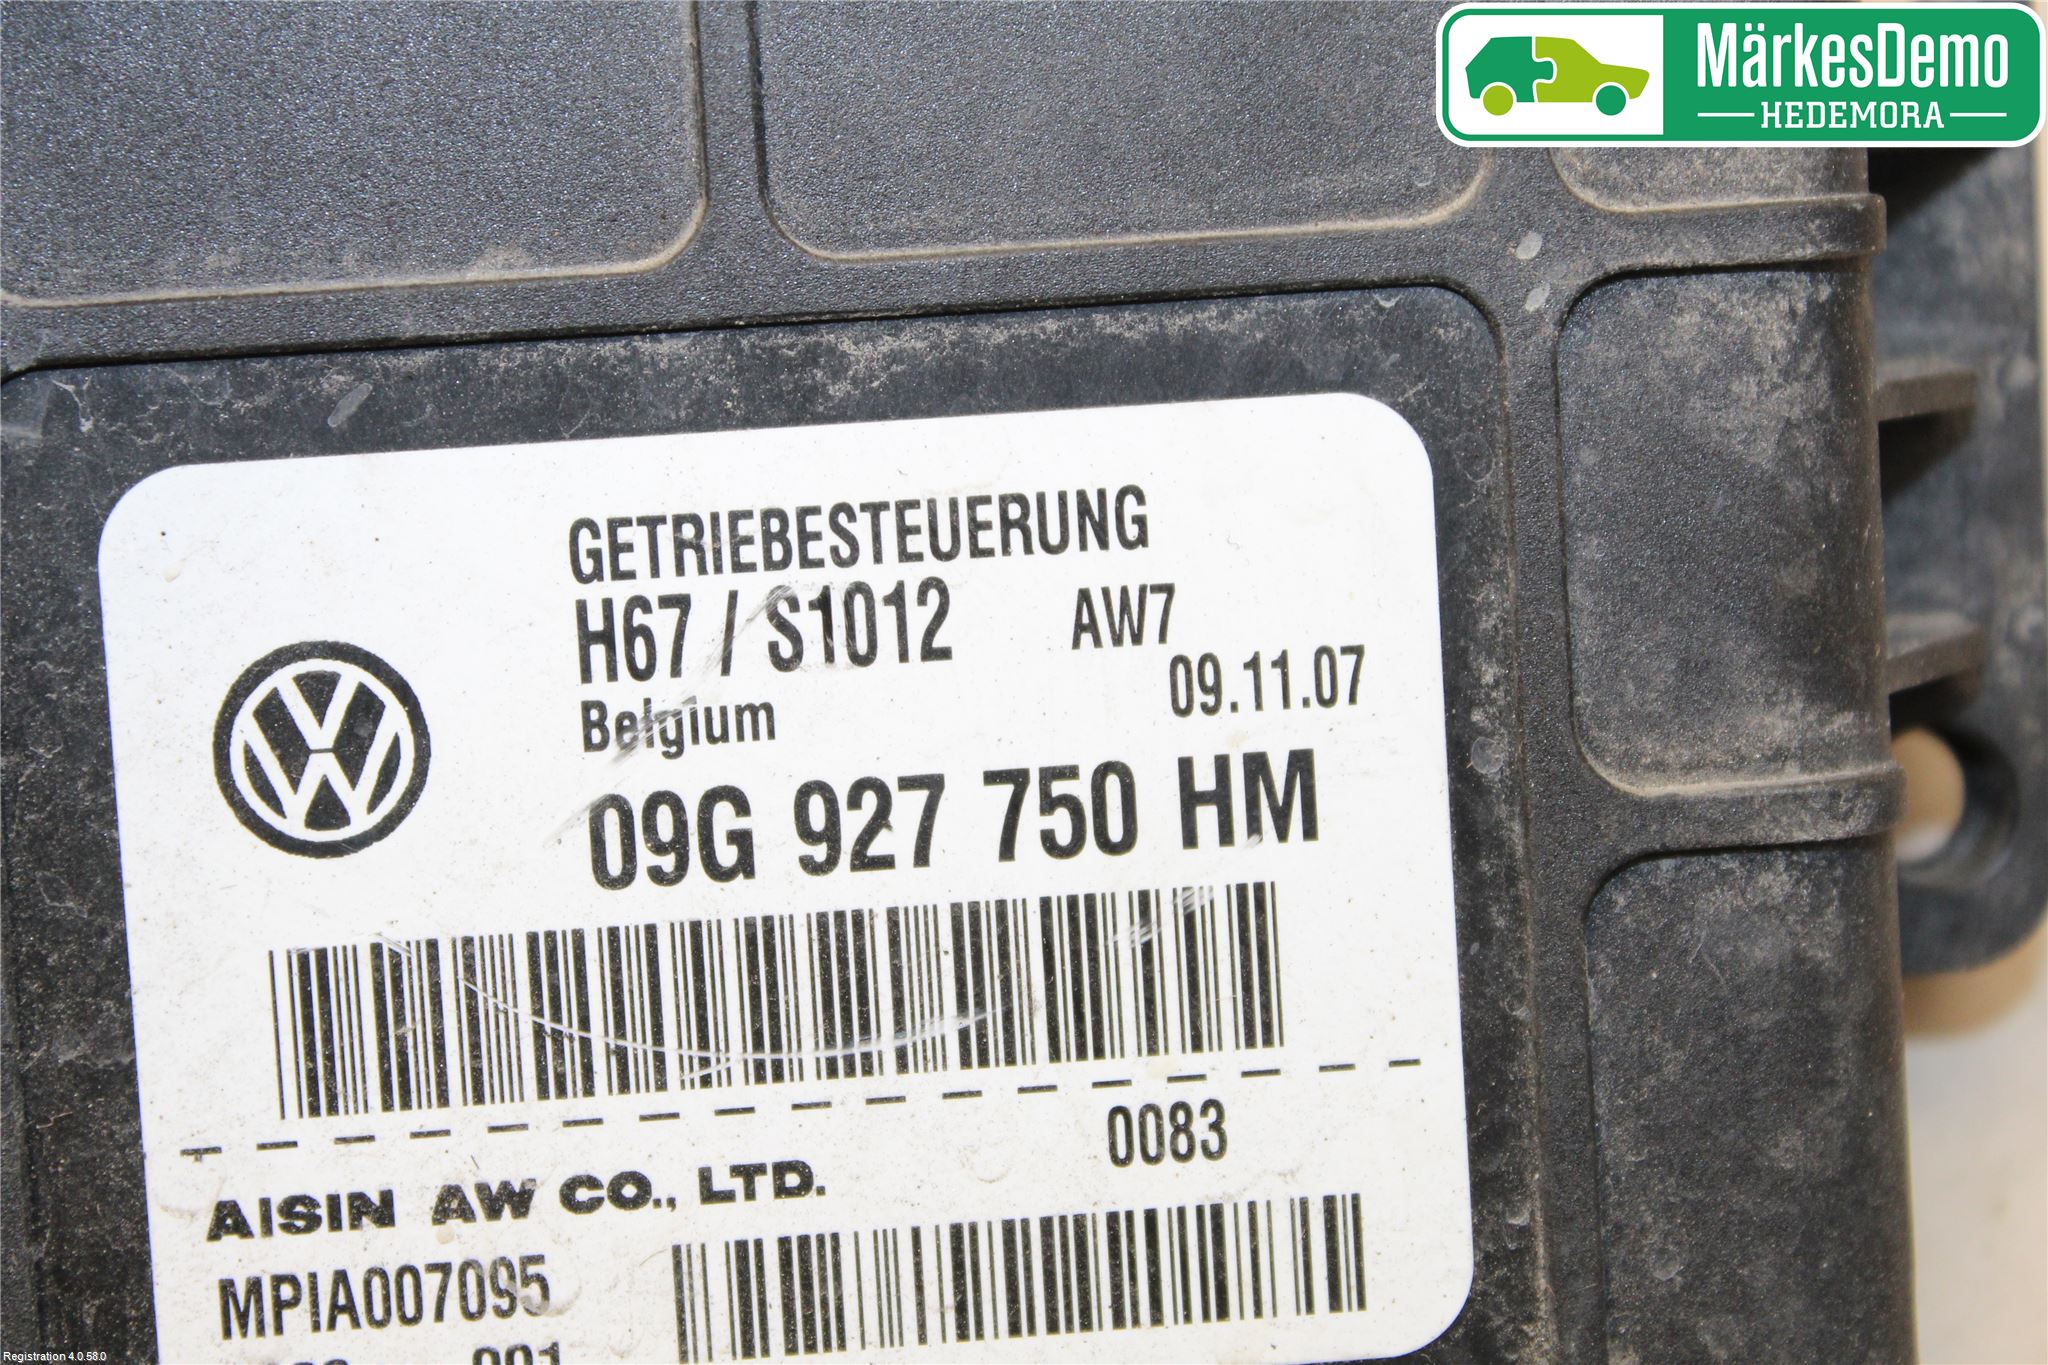 MärkesDemo
HEDEMORA
GETRIEBESTEUERUNG
H67 / S1012 AW7
Belgium 09.11.07
09G 927 750 HM
0083
AISIN AW CO., LTD.
MPIA007095
Registration 4.0.58.0